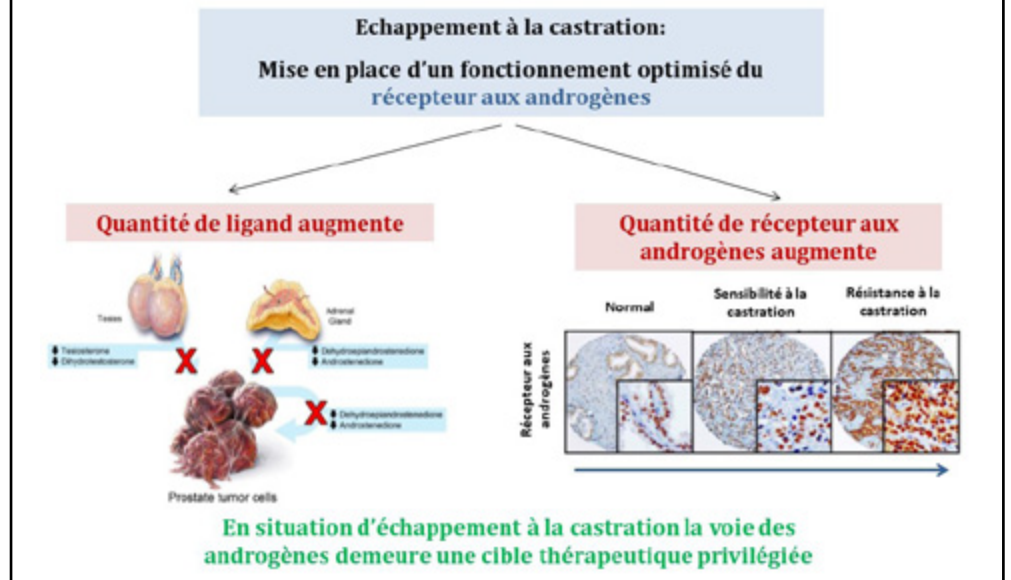 Echappement à la castration:
Mise en place d'un fonctionnement optimisé du
récepteur aux androgènes
Quantité de ligand augmente
Quantité de récepteur aux
androgènes augmente
Testes
Adrenal
Gland
Testosterone
Dihydrotestosterone
Dehydroepiandrostenedione
Androstenedione
Dehydroepiandrostenedione
Androstenedione
Prostate tumor cells
Normal
Sensibilité à la
castration
Résistance à la
castration
Récepteur aux
androgènes
En situation d'échappement à la castration la voie des
androgènes demeure une cible thérapeutique privilégiée